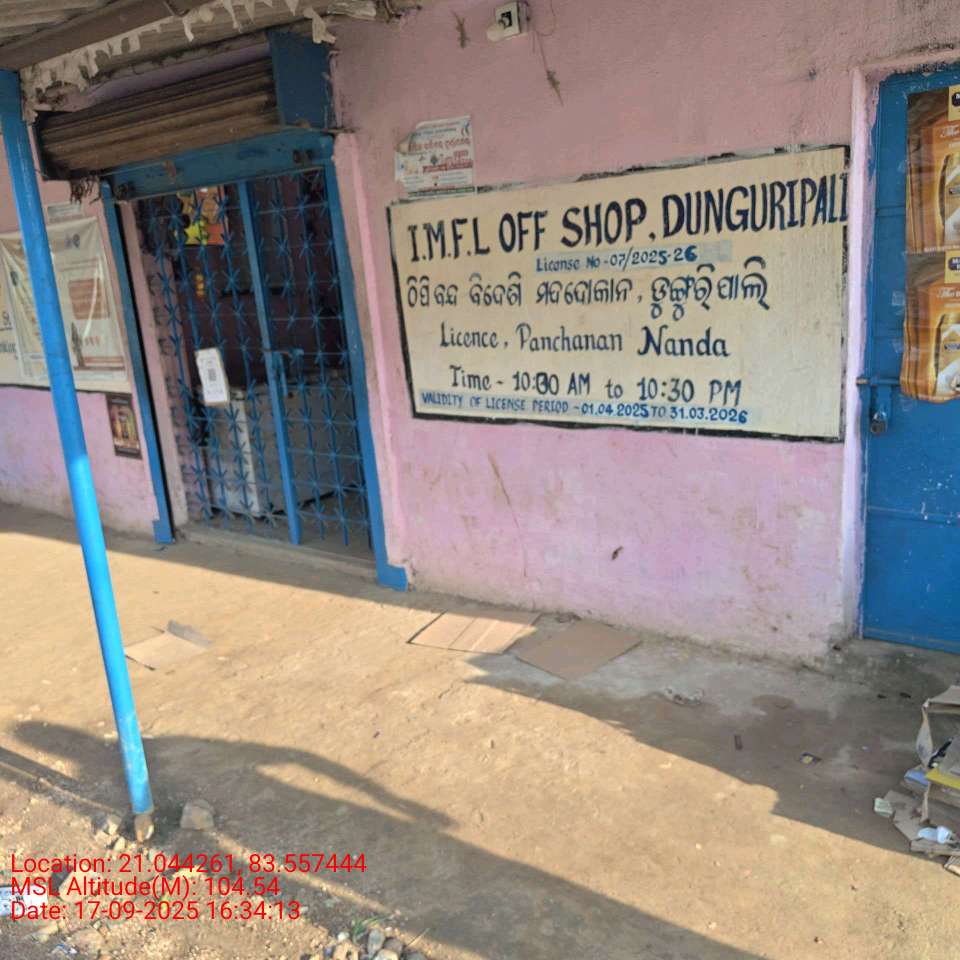 I.M.F.L OFF SHOP, DUNGURIPALI
License No -07/2025-26
ଚିପି ବନ୍ଦ ବିଦେଶି ମଦଦୋକାନ, ଡୁଙ୍ଗୁରିପାଲି
Licence, Panchanan Nanda
Time - 10:00 AM to 10:30 PM
VALIDITY OF LICENSE PERIOD - 01.04.2025 TO 31.03.2026
Location: 21.044261, 83.557444
MSL Altitude(M): 104.54
Date: 17-09-2025 16:34:13